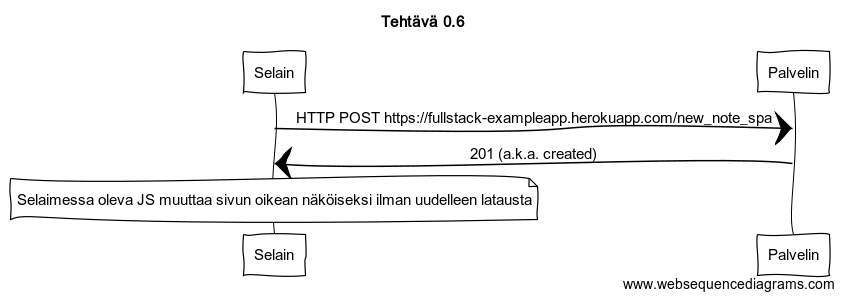 Tehtävä 0.6
Selain
Palvelin
HTTP POST https://fullstack-exampleapp.herokuapp.com/new_note_spa
201 (a.k.a. created)
Selaimessa oleva JS muuttaa sivun oikean näköiseksi ilman uudelleen latausta
Selain
Palvelin
www.websequencediagrams.com